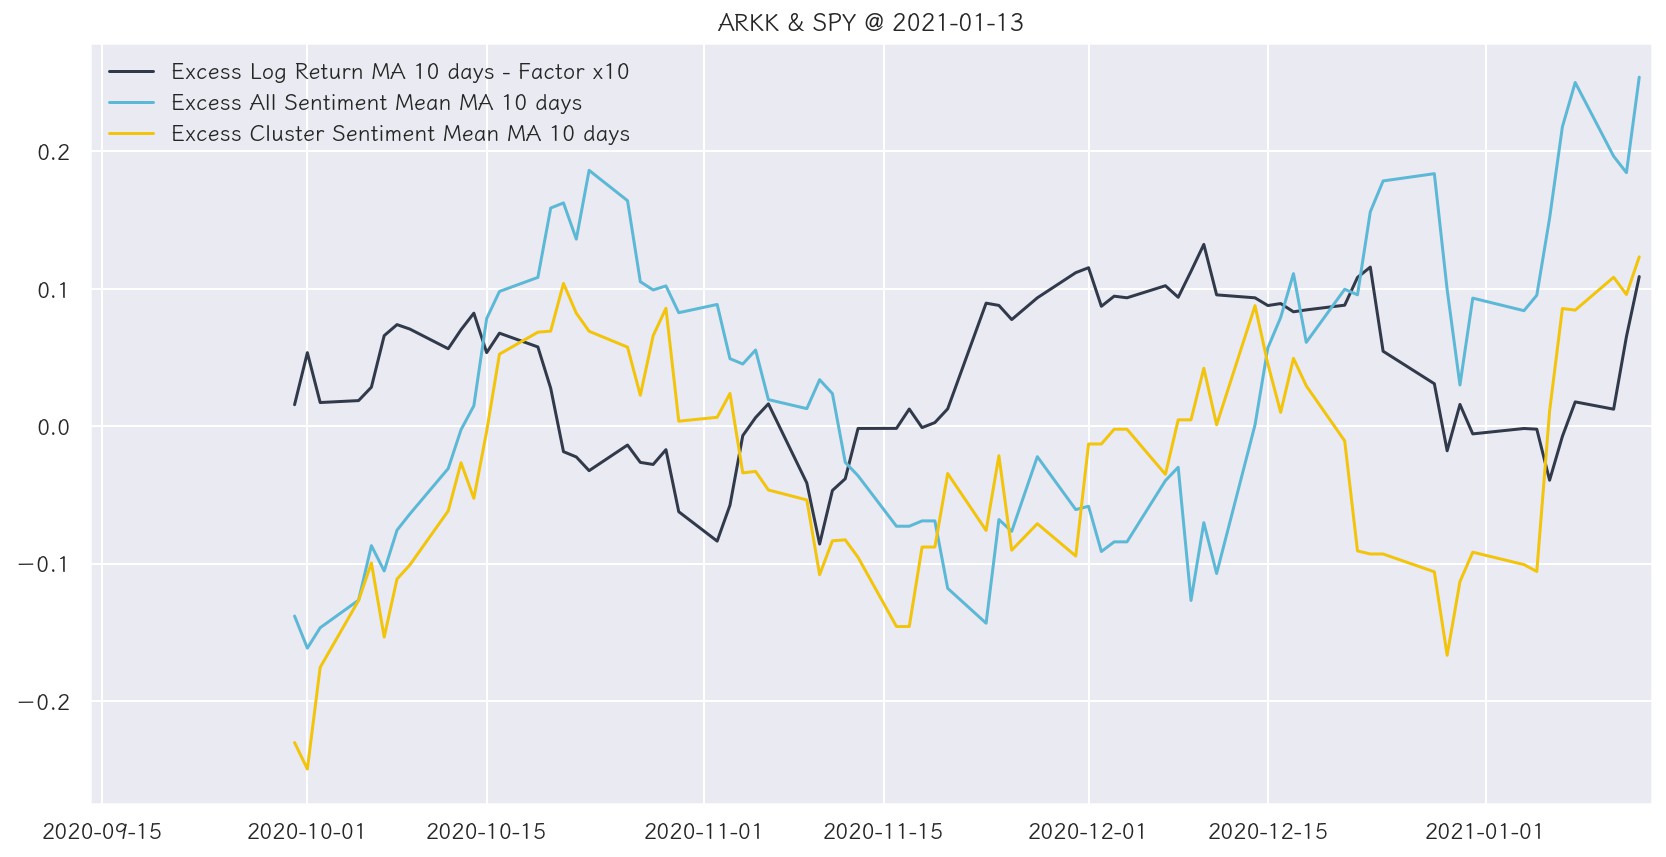 ARKK & SPY @ 2021-01-13
Excess Log Return MA 10 days - Factor x10
Excess All Sentiment Mean MA 10 days
Excess Cluster Sentiment Mean MA 10 days
0.2
0.1
0.0
−0.1
−0.2
2020-09-15 2020-10-01 2020-10-15 2020-11-01 2020-11-15 2020-12-01 2020-12-15 2021-01-01